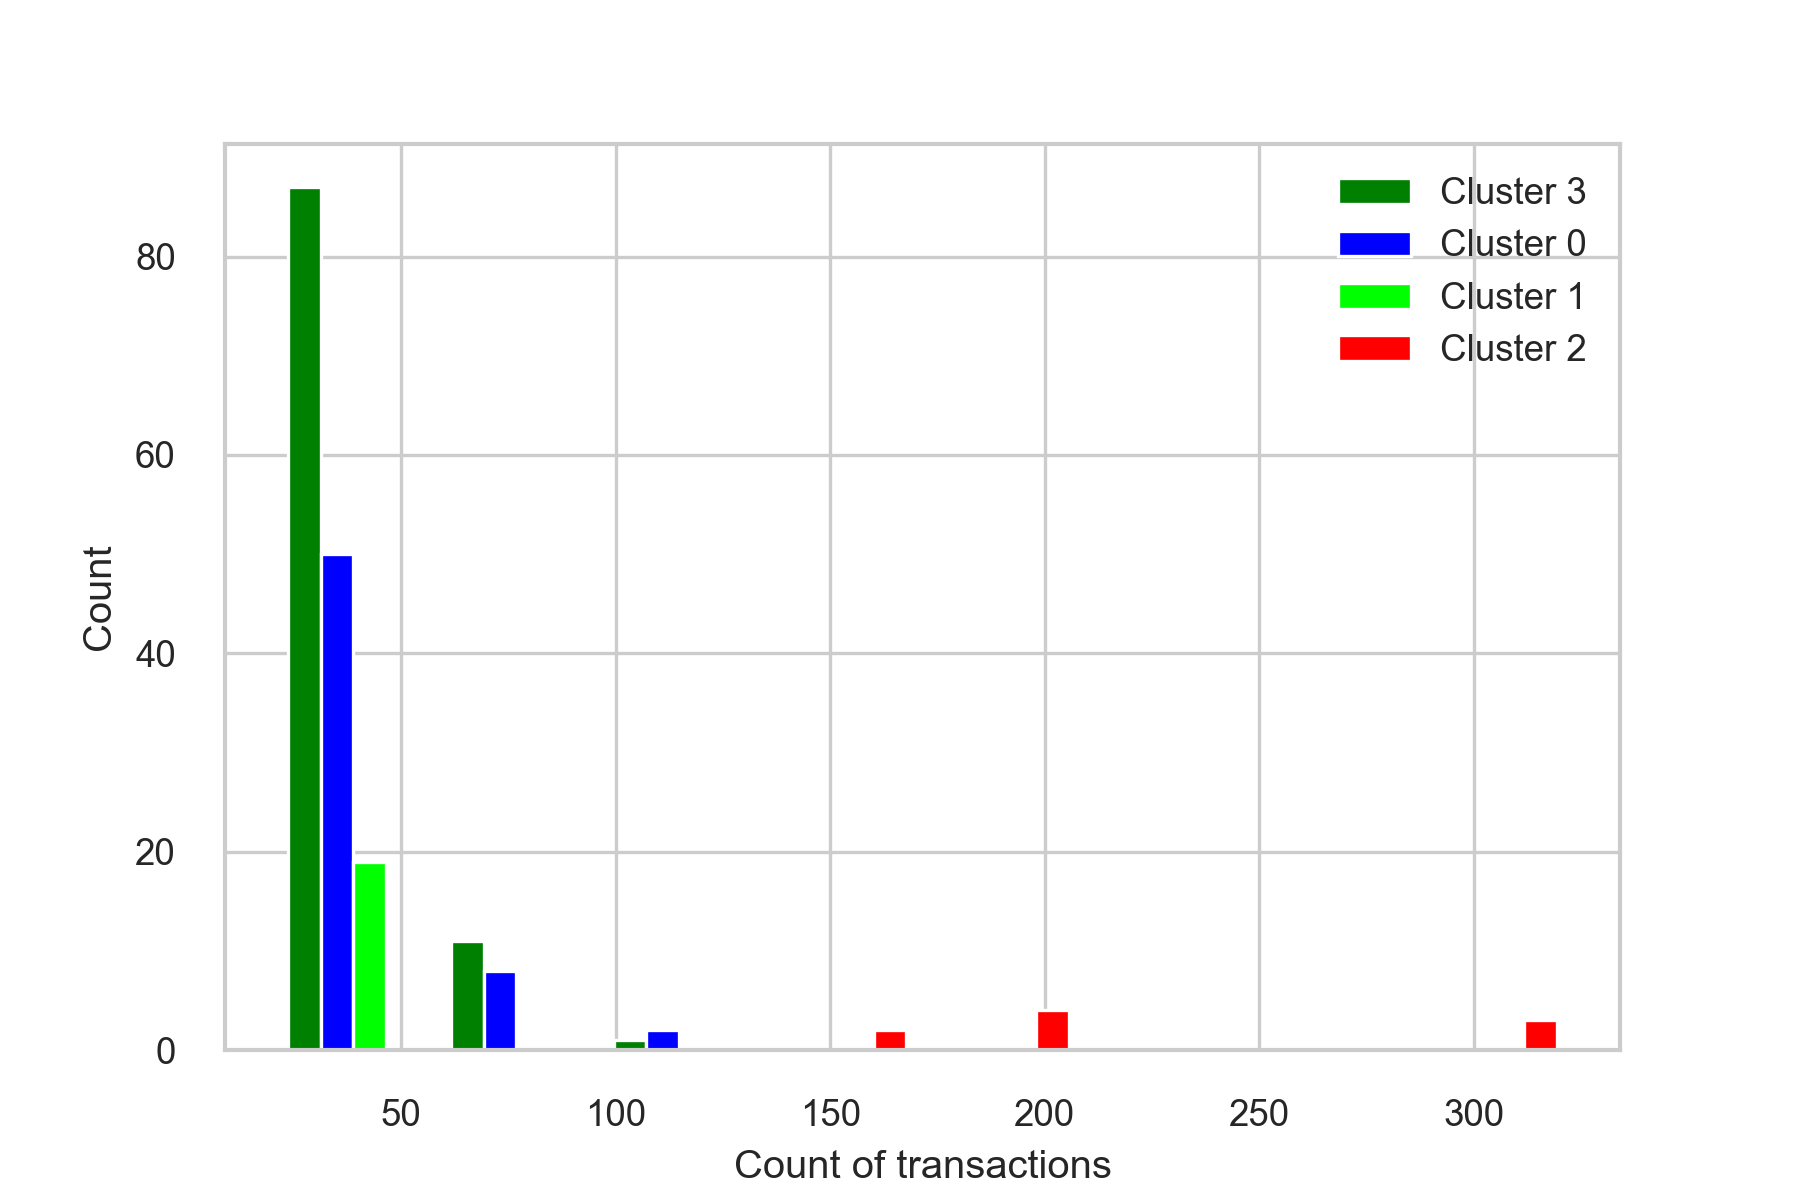 Cluster 3
Cluster 0
Cluster 1
Cluster 2
80
60
40
20
0
Count
50 100 150 200 250 300
Count of transactions